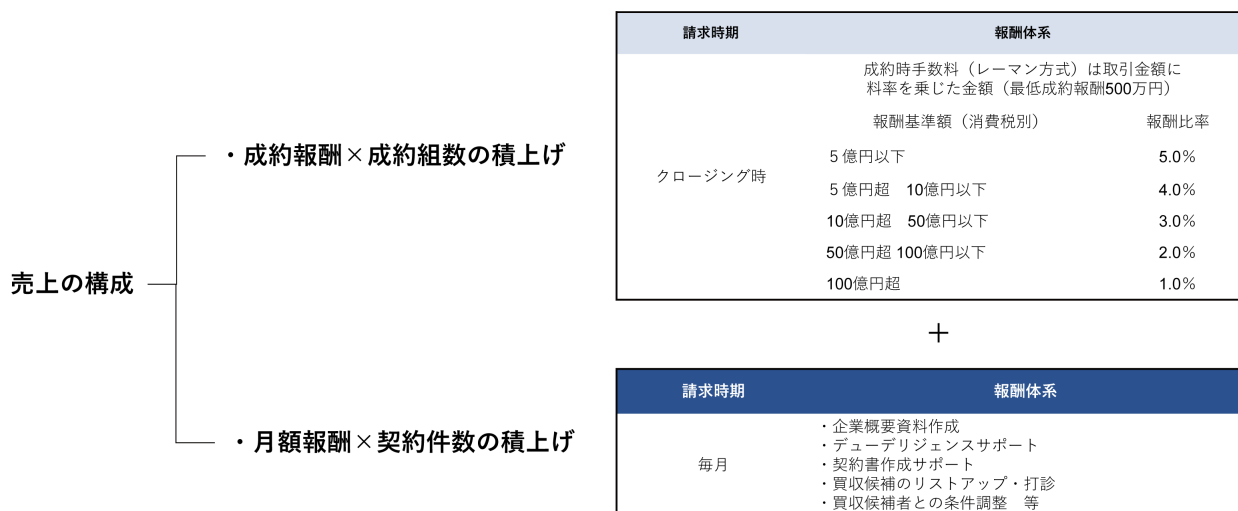 売上の構成
・成約報酬×成約組数の積上げ
・月額報酬×契約件数の積上げ
請求時期 報酬体系
クロージング時
成約時手数料（レーマン方式）は取引金額に
料率を乗じた金額（最低成約報酬500万円）
報酬基準額（消費税別） 報酬比率
５億円以下 5.0%
５億円超　10億円以下 4.0%
10億円超　50億円以下 3.0%
50億円超 100億円以下 2.0%
100億円超 1.0%
＋
請求時期 報酬体系
毎月
・企業概要資料作成
・デューデリジェンスサポート
・契約書作成サポート
・買収候補のリストアップ・打診
・買収候補者との条件調整　等